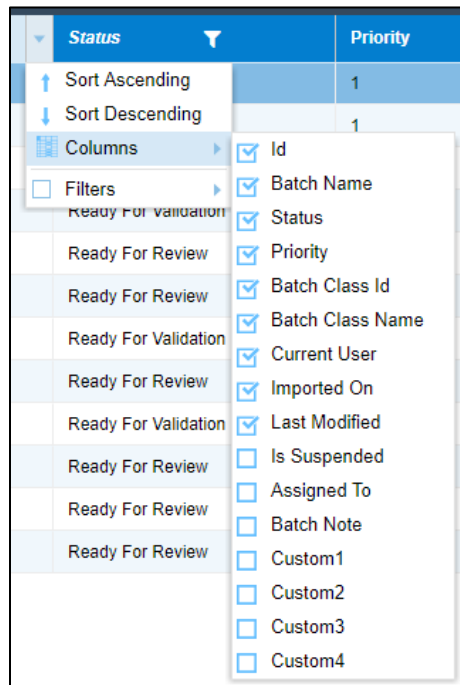 Status
Priority
Sort Ascending
1
Sort Descending
1
Columns
Filters
Id
Batch Name
Status
Priority
Batch Class Id
Batch Class Name
Current User
Imported On
Last Modified
Is Suspended
Assigned To
Batch Note
Custom1
Custom2
Custom3
Custom4
Ready For Validation
Ready For Review
Ready For Review
Ready For Validation
Ready For Review
Ready For Validation
Ready For Review
Ready For Review
Ready For Review